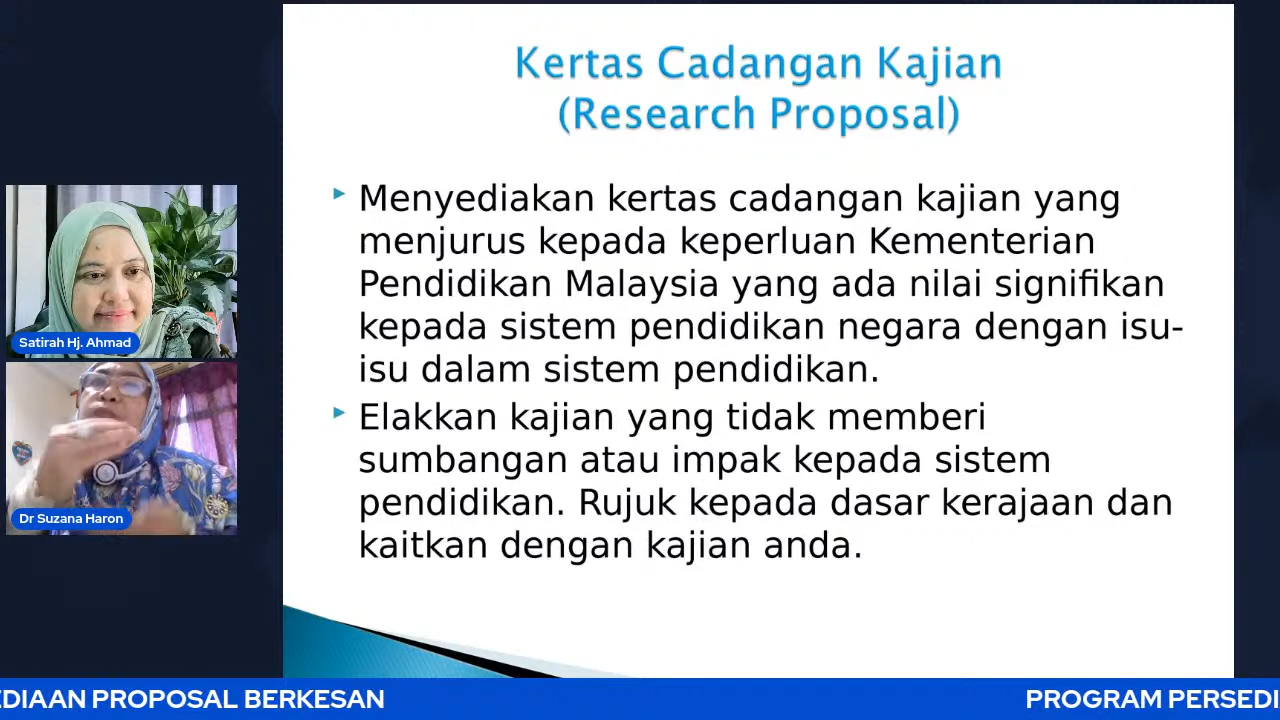 Kertas Cadangan Kajian
(Research Proposal)
Menyediakan kertas cadangan kajian yang
menjurus kepada keperluan Kementerian
Pendidikan Malaysia yang ada nilai signifikan
kepada sistem pendidikan negara dengan isu-
isu dalam sistem pendidikan.
Elakkan kajian yang tidak memberi
sumbangan atau impak kepada sistem
pendidikan. Rujuk kepada dasar kerajaan dan
kaitkan dengan kajian anda.
Satirah Hj. Ahmad
Dr Suzana Haron
EDIAAN PROPOSAL BERKESAN
PROGRAM PERSEDI